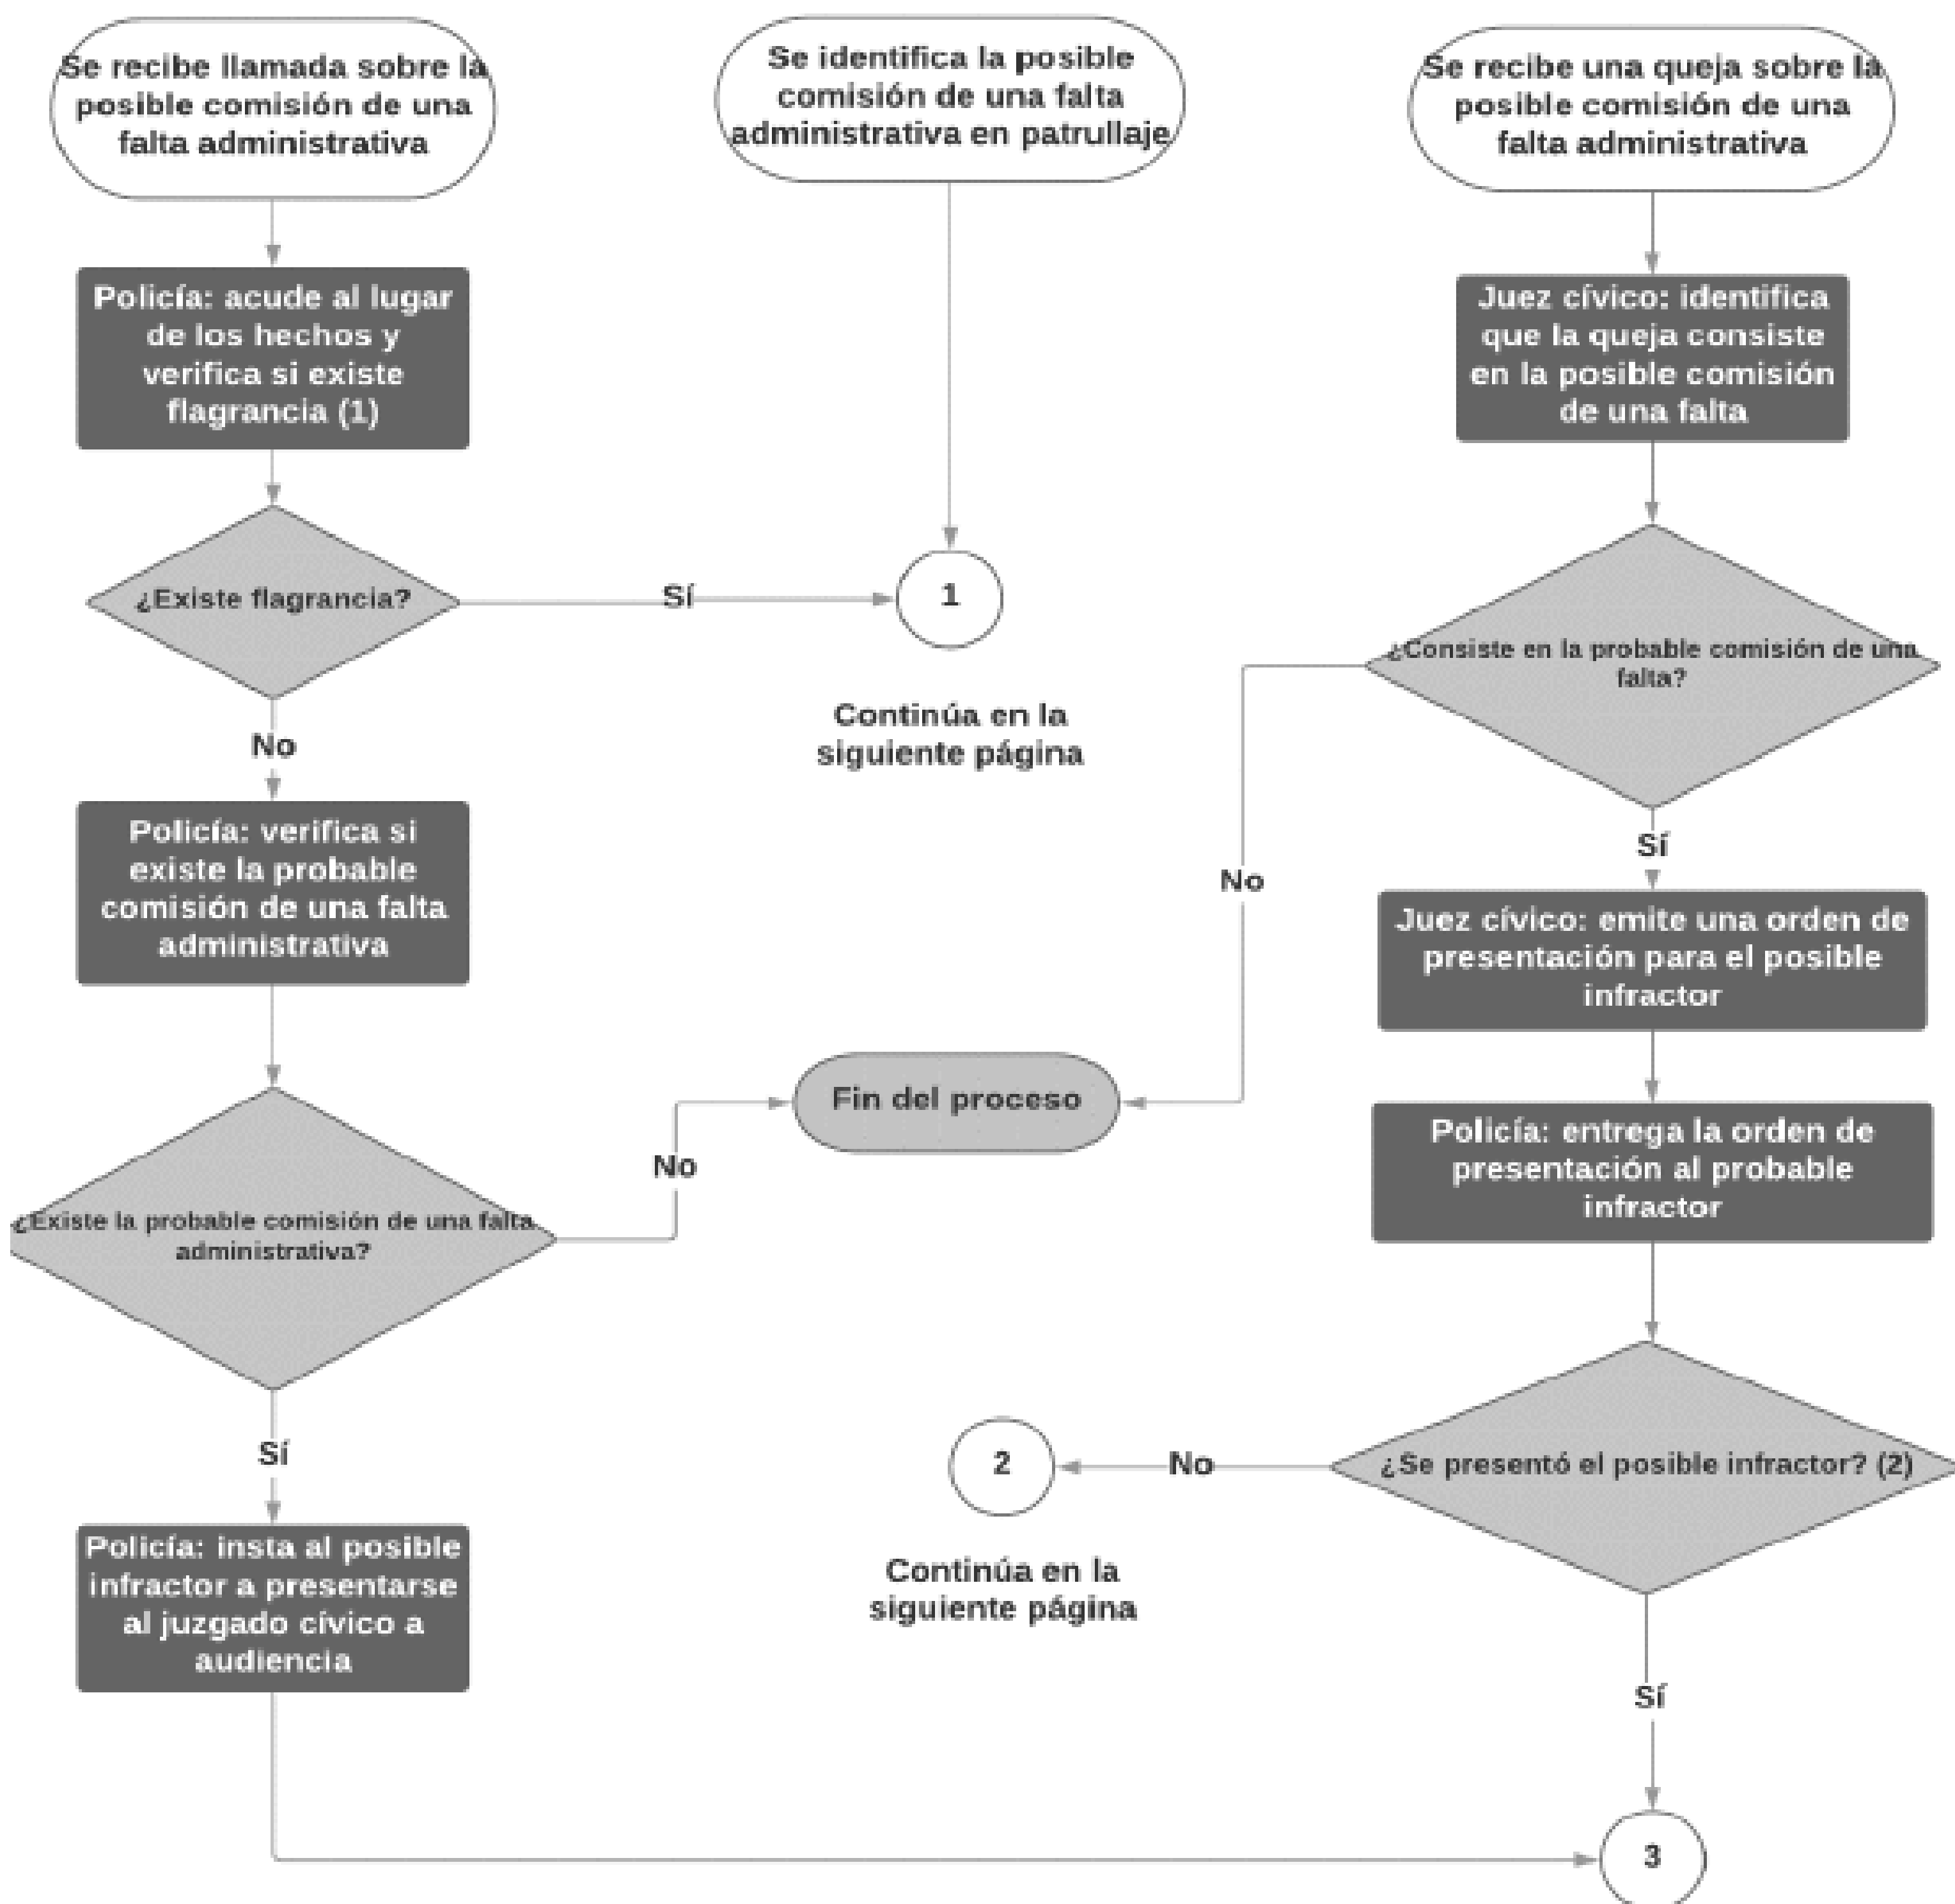 Se recibe llamada sobre la
posible comisión de una
falta administrativa
Se identifica la posible
comisión de una falta
administrativa en patrullaje
Se recibe una queja sobre la
posible comisión de una
falta administrativa
Policía: acude al lugar
de los hechos y
verifica si existe
flagrancia (1)
Juez cívico: identifica
que la queja consiste
en la posible comisión
de una falta
¿Existe flagrancia?
Sí
1
Continúa en la
siguiente página
¿Consiste en la probable comisión de una
falta?
No
No
Sí
Policía: verifica si
existe la probable
comisión de una falta
administrativa
Juez cívico: emite una orden de
presentación para el posible
infractor
Fin del proceso
Policía: entrega la orden de
presentación al probable
infractor
¿Existe la probable comisión de una falta
administrativa?
No
Sí
2
No
¿Se presentó el posible infractor? (2)
Continúa en la
siguiente página
Policía: insta al posible
infractor a presentarse
al juzgado cívico a
audiencia
Sí
3